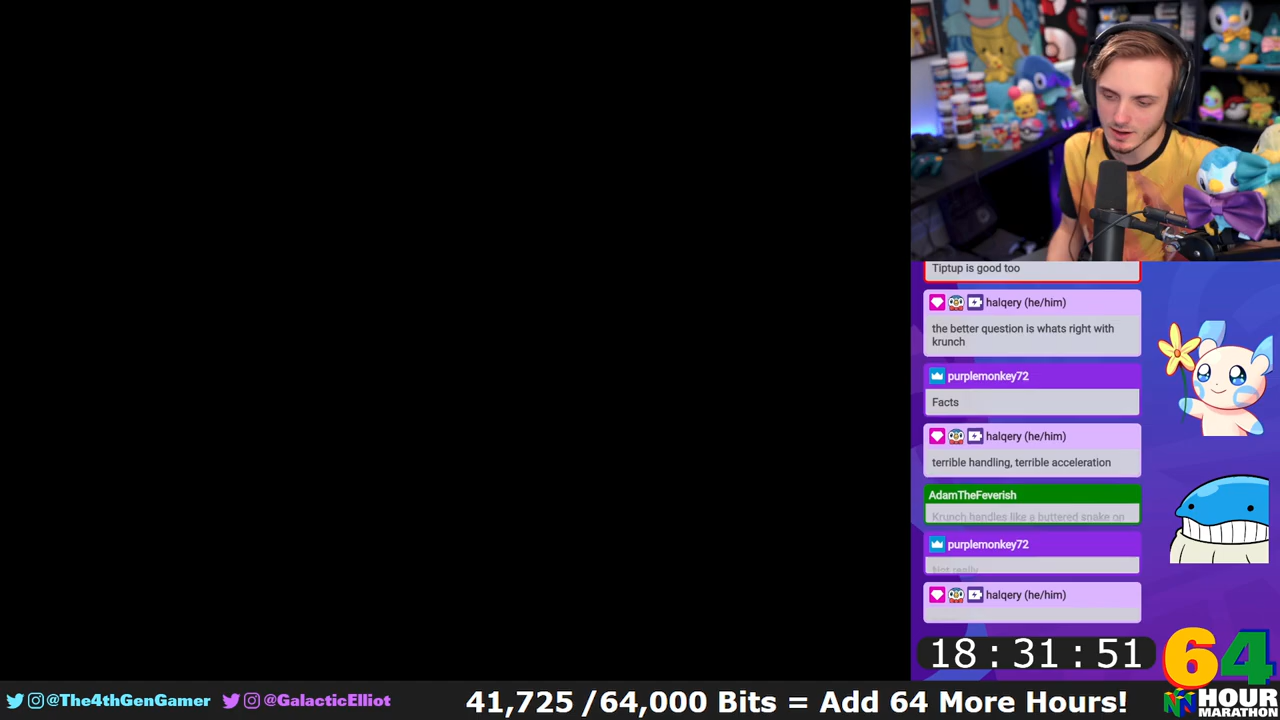 Tiptup is good too
halqery (he/him)
the better question is whats right with
krunch
purplemonkey72
Facts
halqery (he/him)
terrible handling, terrible acceleration
AdamTheFeverish
Krunch handles like a buttered snake on
purplemonkey72
Not really
halqery (he/him)
18:31:51
64
HOUR
MARATHON
@The4thGenGamer @GalacticElliot 41,725/64,000 Bits = Add 64 More Hours!